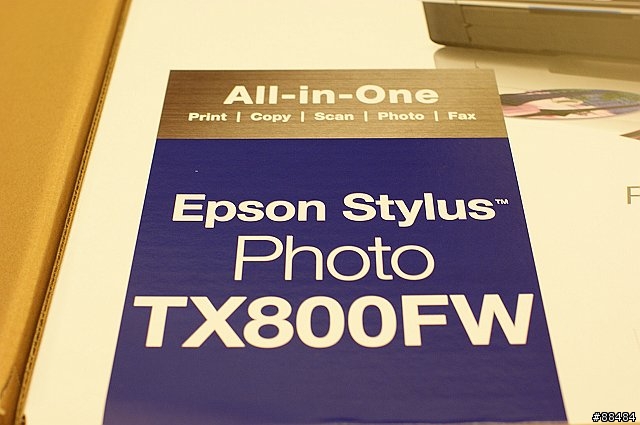 All-in-One
Print | Copy | Scan | Photo | Fax
Epson Stylus™
Photo
TX800FW
#88484